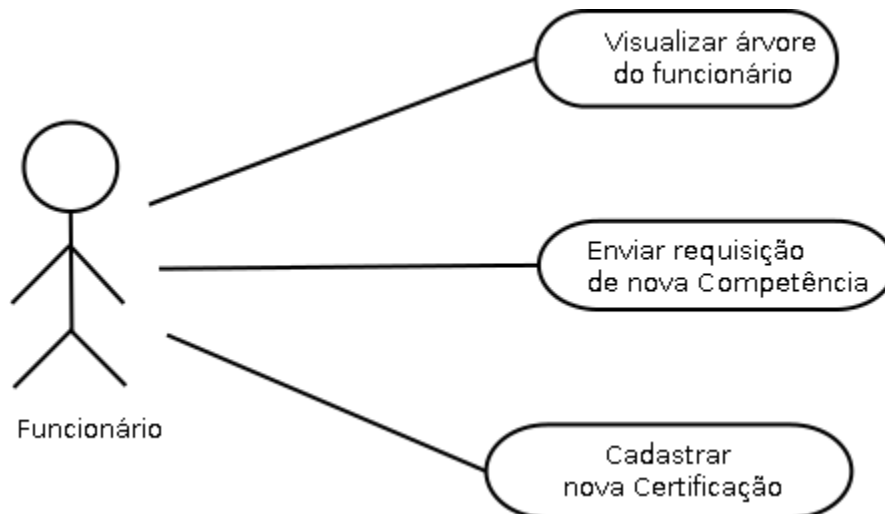 Visualizar árvore
do funcionário
Enviar requisição
de nova Competência
Funcionário
Cadastrar
nova Certificação